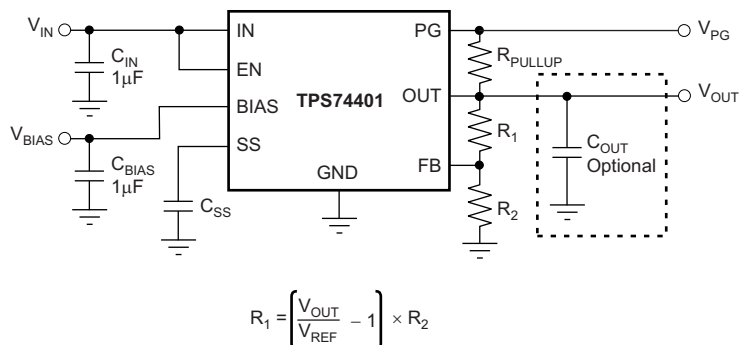 V_IN
C_IN
1μF
V_BIAS
C_BIAS
1μF
C_SS
IN
EN
BIAS
SS
TPS74401
GND
PG
OUT
FB
R_PULLUP
R_1
R_2
V_PG
V_OUT
C_OUT
Optional
R_1 = [V_OUT / V_REF − 1] × R_2